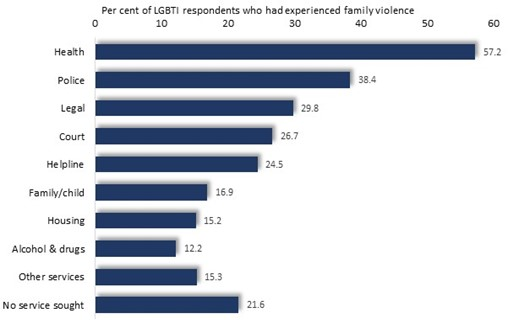 Per cent of LGBTI respondents who had experienced family violence
0 10 20 30 40 50 60
Health 57.2
Police 38.4
Legal 29.8
Court 26.7
Helpline 24.5
Family/child 16.9
Housing 15.2
Alcohol & drugs 12.2
Other services 15.3
No service sought 21.6